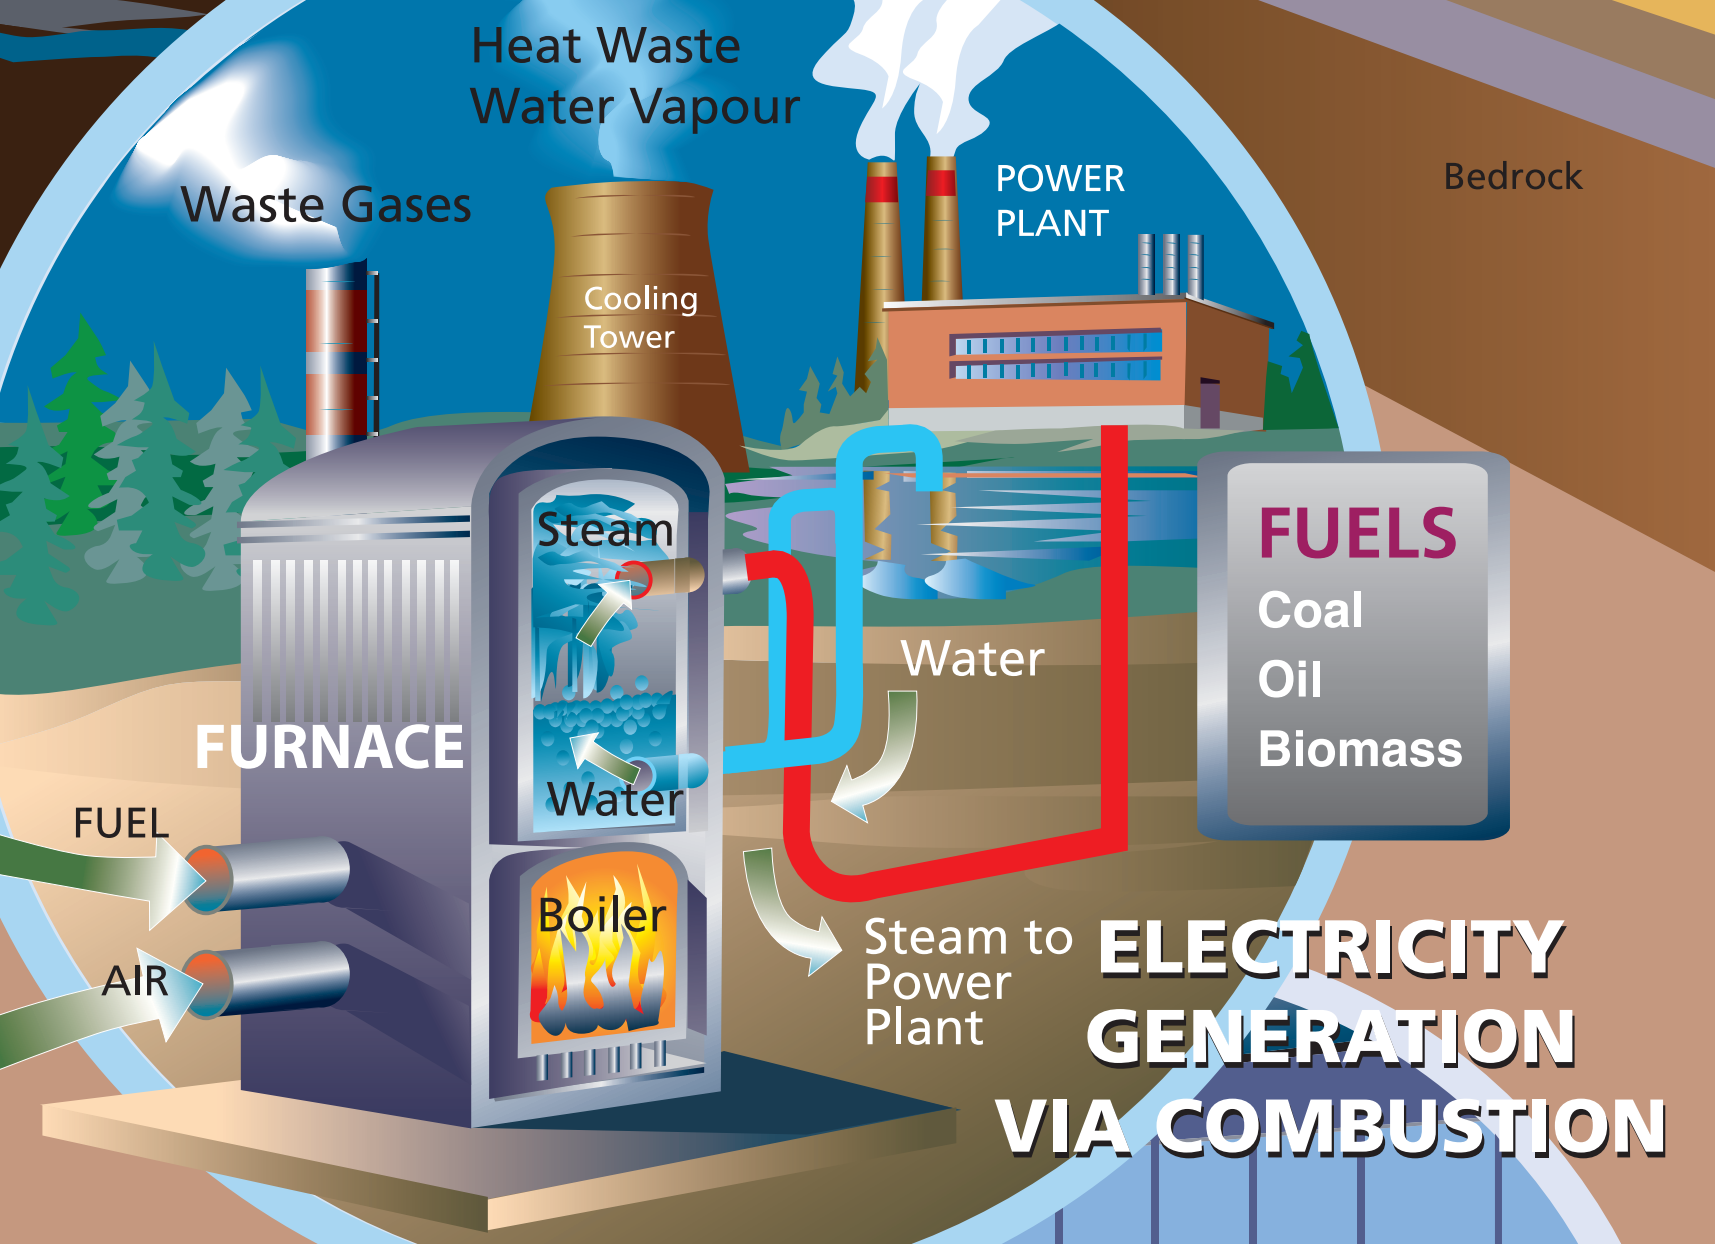 Heat Waste
Water Vapour
Waste Gases
POWER
PLANT
Bedrock
Cooling
Tower
Steam
FUELS
Coal
Oil
Biomass
Water
FURNACE
Water
FUEL
Boiler
AIR
Steam to
Power
Plant
ELECTRICITY
GENERATION
VIA COMBUSTION